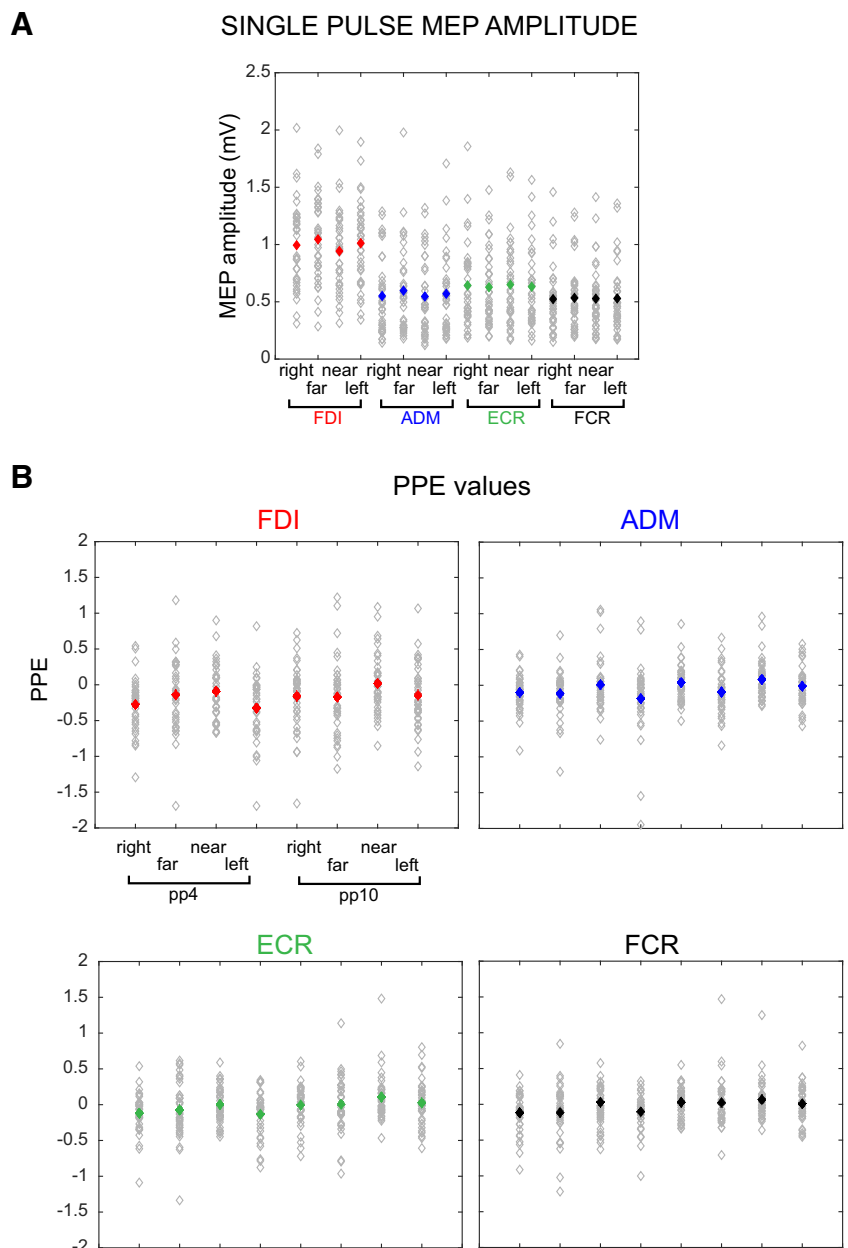 A
SINGLE PULSE MEP AMPLITUDE
MEP amplitude (mV)
2.5
2
1.5
1
0.5
0
right near right near right near right near
far left far left far left far left
FDI ADM ECR FCR
B
PPE values
FDI ADM
PPE
2
1.5
1
0.5
0
-0.5
-1
-1.5
-2
right near right near
far left far left
pp4 pp10
ECR FCR
2
1.5
1
0.5
0
-0.5
-1
-1.5
-2